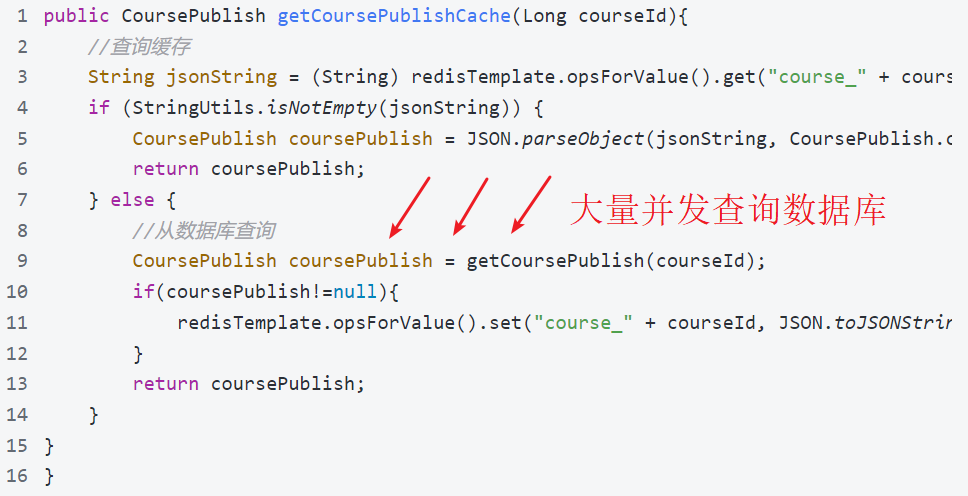 1 public CoursePublish getCoursePublishCache(Long courseId){
2 //查询缓存
3 String jsonString = (String) redisTemplate.opsForValue().get("course_" + cours
4 if (StringUtils.isNotEmpty(jsonString)) {
5 CoursePublish coursePublish = JSON.parseObject(jsonString, CoursePublish.c
6 return coursePublish;
7 } else {
大量并发查询数据库
8 //从数据库查询
9 CoursePublish coursePublish = getCoursePublish(courseId);
10 if(coursePublish!=null){
11 redisTemplate.opsForValue().set("course_" + courseId, JSON.toJSONStrin
12 }
13 return coursePublish;
14 }
15 }
16 }